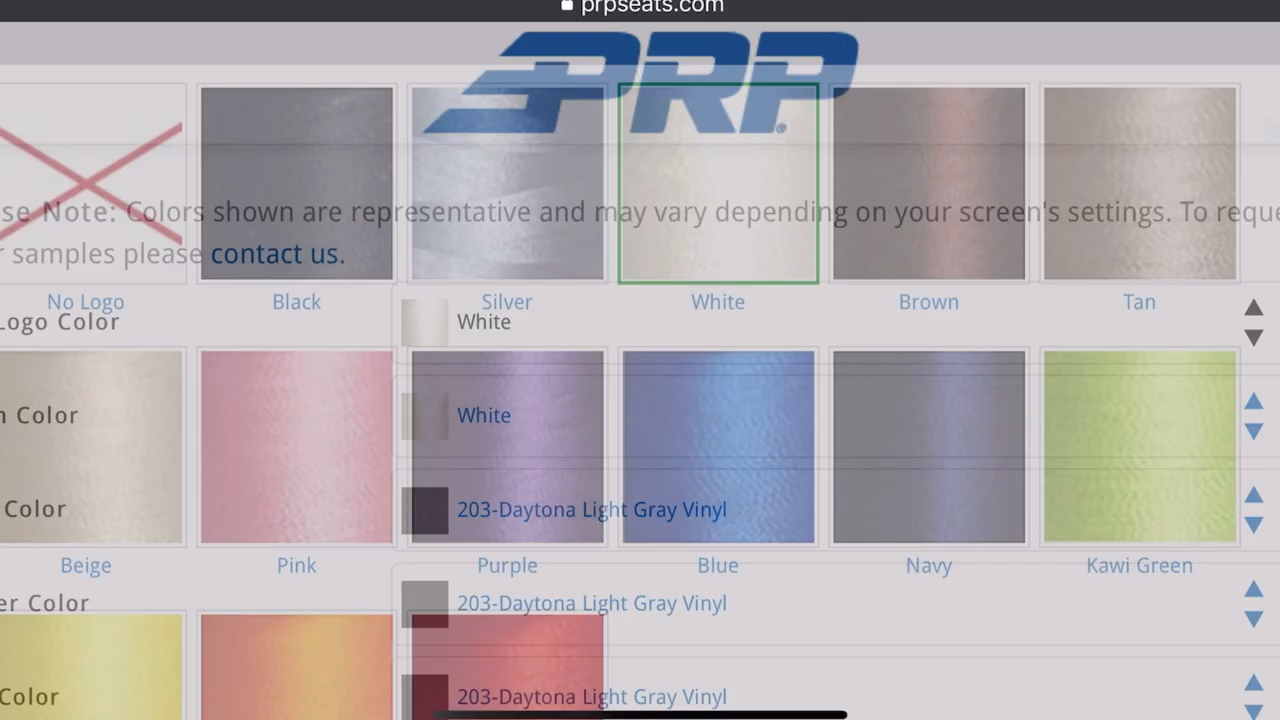 prpseats.com
PRP
se Note: Colors shown are representative and may vary depending on your screen's settings. To reque
r samples please contact us.
No Logo Black Silver White Brown Tan
Logo Color White
n Color White
Color 203-Daytona Light Gray Vinyl
Beige Pink Purple Blue Navy Kawi Green
er Color 203-Daytona Light Gray Vinyl
Color 203-Daytona Light Gray Vinyl